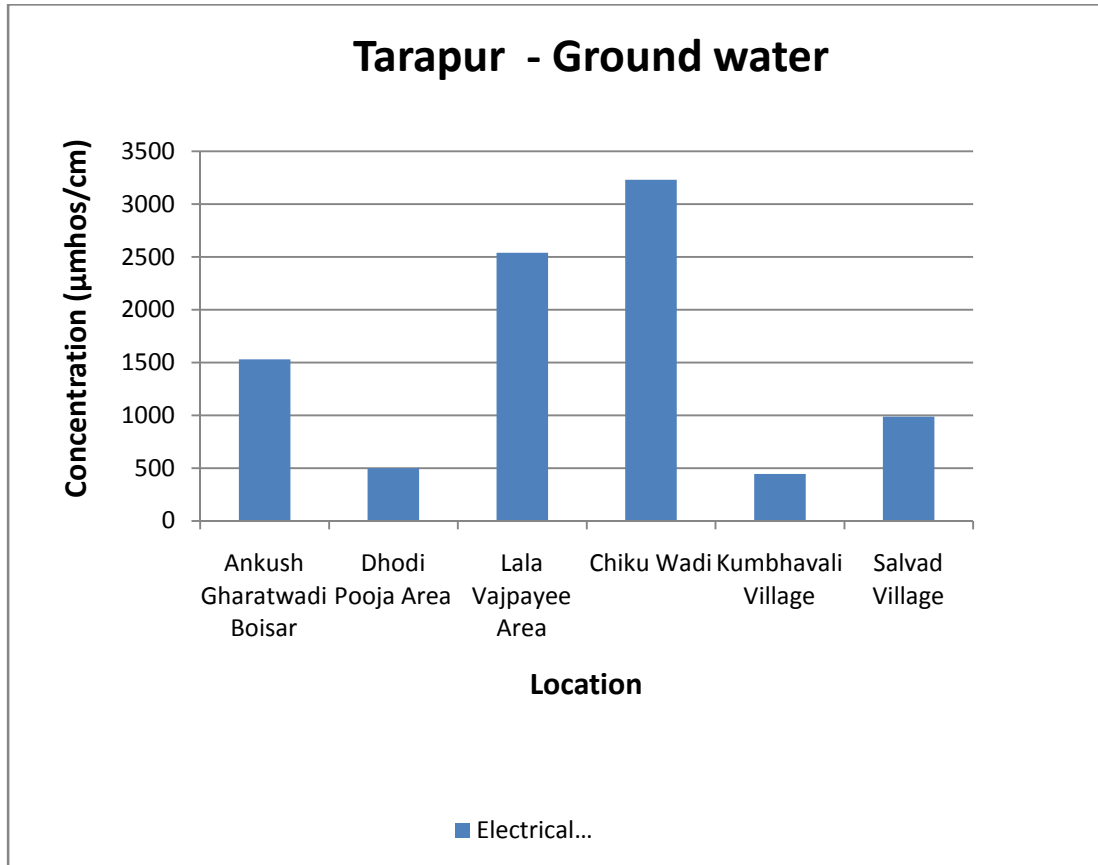 Tarapur - Ground water
Concentration (µmhos/cm)
3500
3000
2500
2000
1500
1000
500
0
Ankush
Gharatwadi
Boisar
Dhodi
Pooja Area
Lala
Vajpayee
Area
Chiku Wadi
Kumbhavali
Village
Salvad
Village
Location
Electrical...